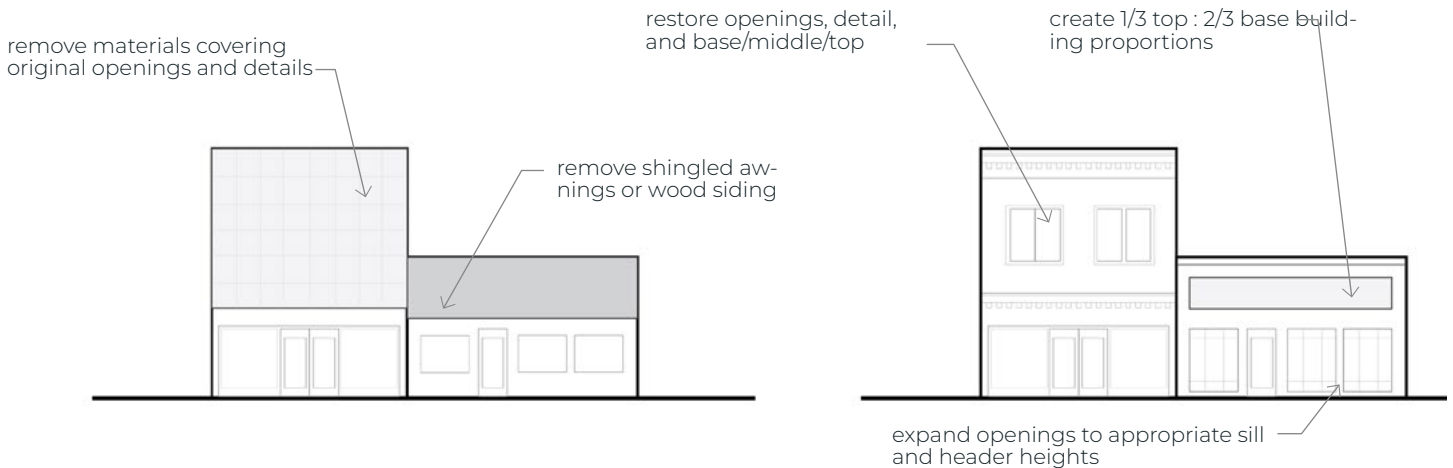 remove materials covering
original openings and details
remove shingled aw-
nings or wood siding
restore openings, detail,
and base/middle/top
create 1/3 top : 2/3 base build-
ing proportions
expand openings to appropriate sill
and header heights